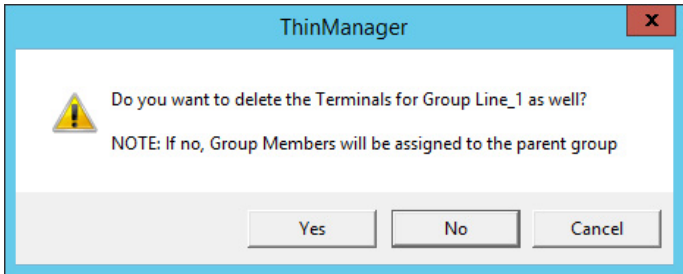 ThinManager
x
Do you want to delete the Terminals for Group Line_1 as well?
NOTE: If no, Group Members will be assigned to the parent group
Yes No Cancel